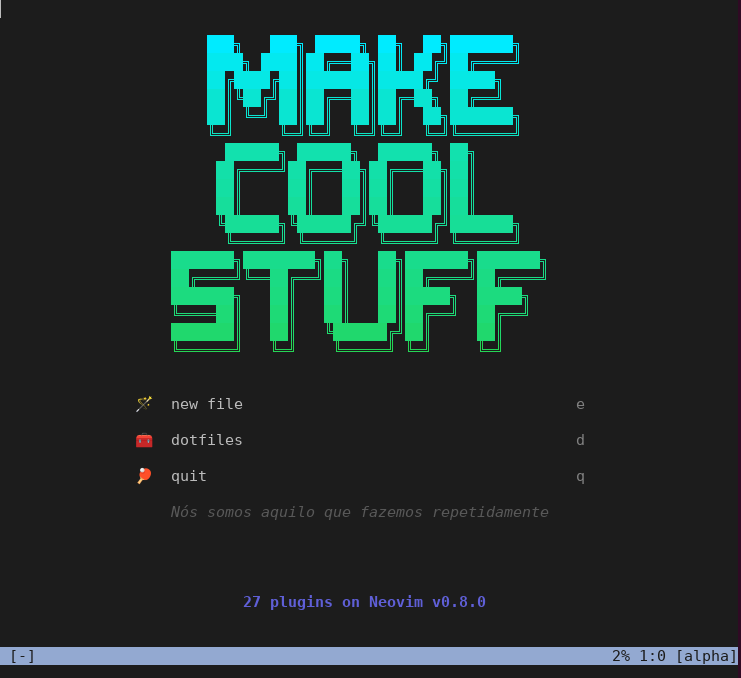 MAKE
COOL
STUFF
new file e
dotfiles d
quit q
Nós somos aquilo que fazemos repetidamente
27 plugins on Neovim v0.8.0
[-] 2% 1:0 [alpha]